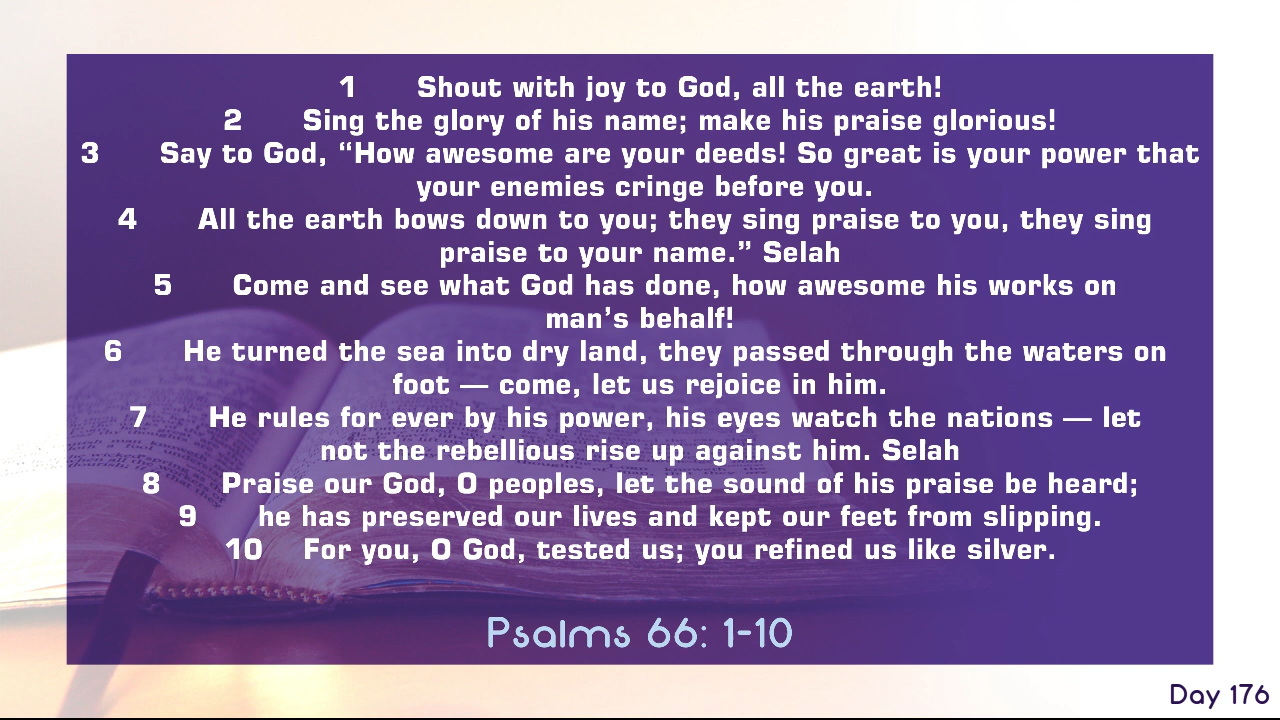 1 Shout with joy to God, all the earth!
2 Sing the glory of his name; make his praise glorious!
3 Say to God, “How awesome are your deeds! So great is your power that
your enemies cringe before you.
4 All the earth bows down to you; they sing praise to you, they sing
praise to your name.” Selah
5 Come and see what God has done, how awesome his works on
man’s behalf!
6 He turned the sea into dry land, they passed through the waters on
foot — come, let us rejoice in him.
7 He rules for ever by his power, his eyes watch the nations — let
not the rebellious rise up against him. Selah
8 Praise our God, O peoples, let the sound of his praise be heard;
9 he has preserved our lives and kept our feet from slipping.
10 For you, O God, tested us; you refined us like silver.
Psalms 66: 1-10
Day 176